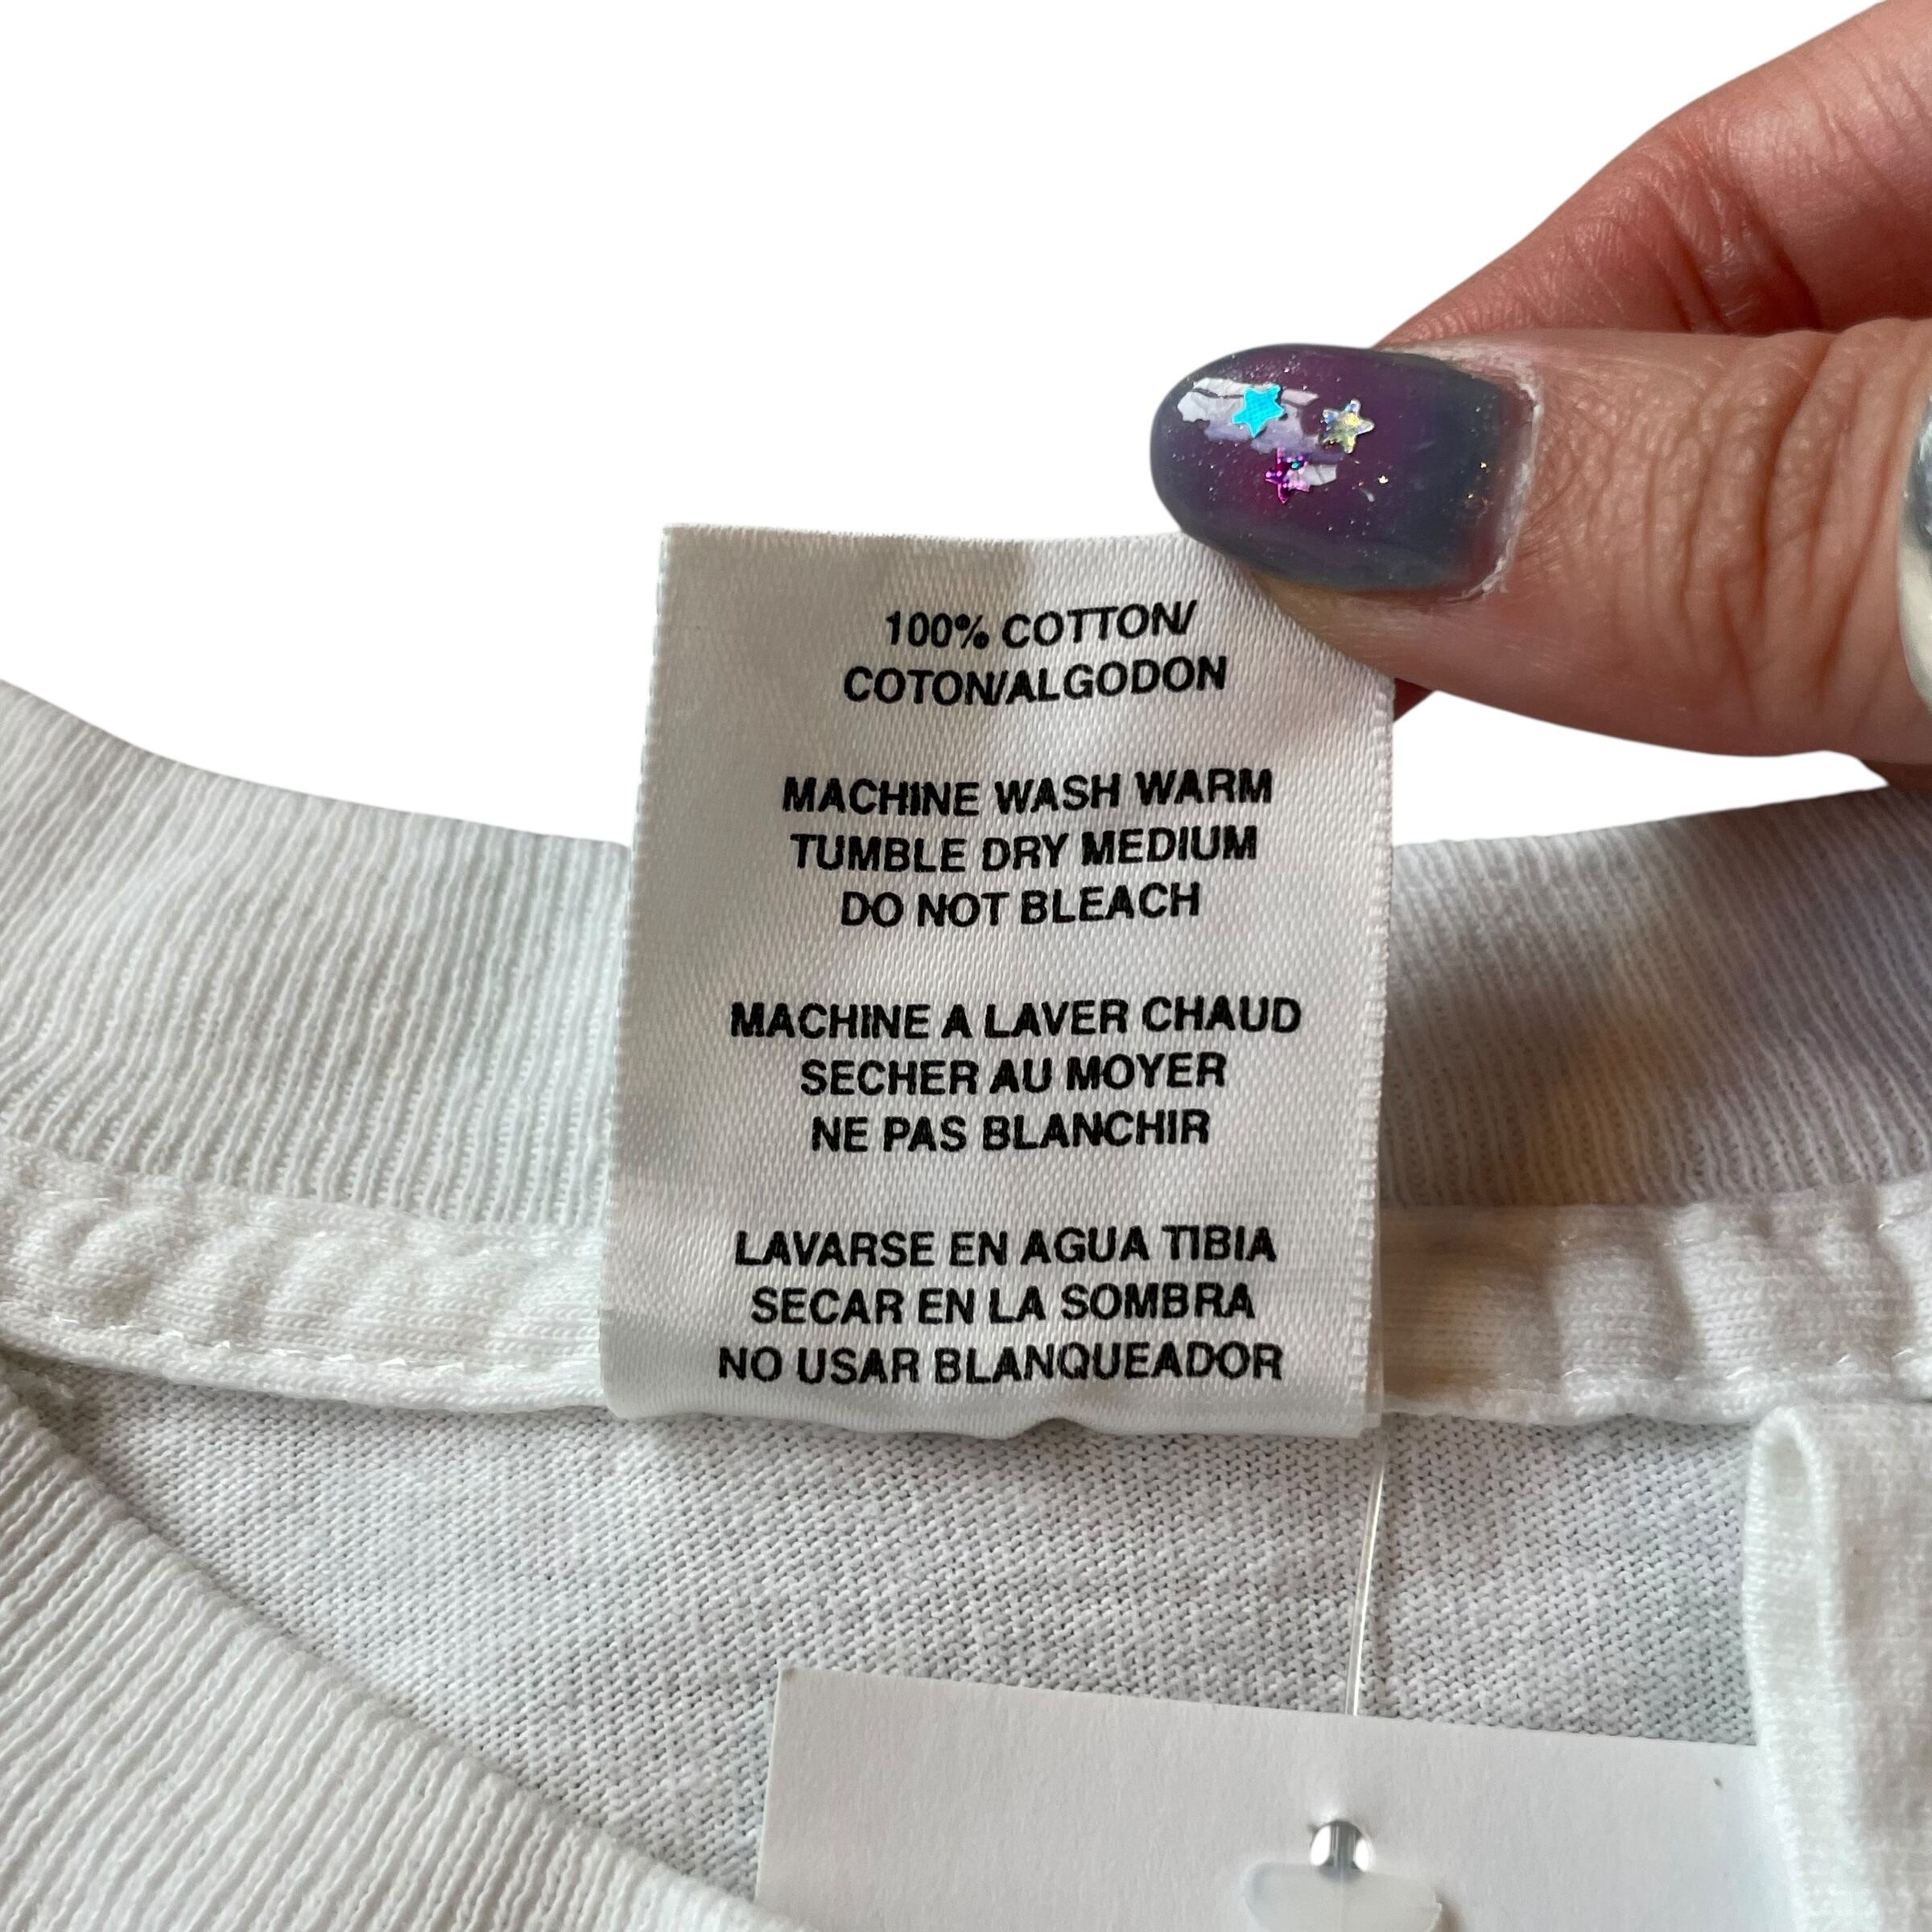 100% COTTON/
COTON/ALGODON
MACHINE WASH WARM
TUMBLE DRY MEDIUM
DO NOT BLEACH
MACHINE A LAVER CHAUD
SECHER AU MOYER
NE PAS BLANCHIR
LAVARSE EN AGUA TIBIA
SECAR EN LA SOMBRA
NO USAR BLANQUEADOR